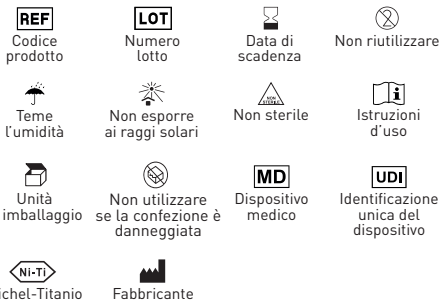 REF
LOT
2
Codice
prodotto
Numero
lotto
Data di
scadenza
Non riutilizzare
NON
STERILE
i
Teme
l'umidità
Non esporre
ai raggi solari
Non sterile
Istruzioni
d'uso
MD
UDI
Unità
imballaggio
Non utilizzare
se la confezione è
danneggiata
Dispositivo
medico
Identificazione
unica del
dispositivo
Ni-Ti
ichel-Titanio
Fabbricante